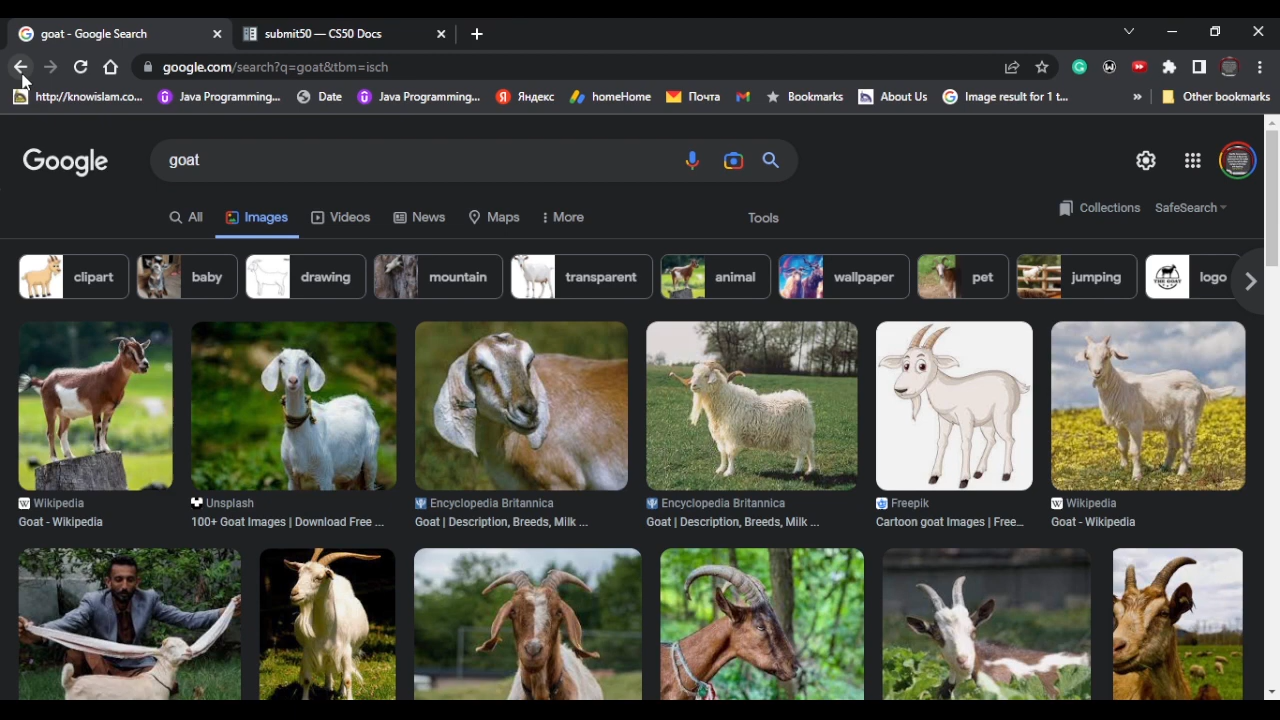 goat - Google Search
submit50 — CS50 Docs
google.com/search?q=goat&tbm=isch
http://knowislam.co...
Java Programming...
Date
Java Programming...
Яндекс
homeHome
Почта
Bookmarks
About Us
Image result for 1 t...
»
Other bookmarks
Google
goat
All
Images
Videos
News
Maps
More
Tools
Collections
SafeSearch
clipart
baby
drawing
mountain
transparent
animal
wallpaper
pet
jumping
logo
Wikipedia
Goat - Wikipedia
Unsplash
100+ Goat Images | Download Free ...
Encyclopedia Britannica
Goat | Description, Breeds, Milk ...
Encyclopedia Britannica
Goat | Description, Breeds, Milk ...
Freepik
Cartoon goat Images | Free...
Wikipedia
Goat - Wikipedia